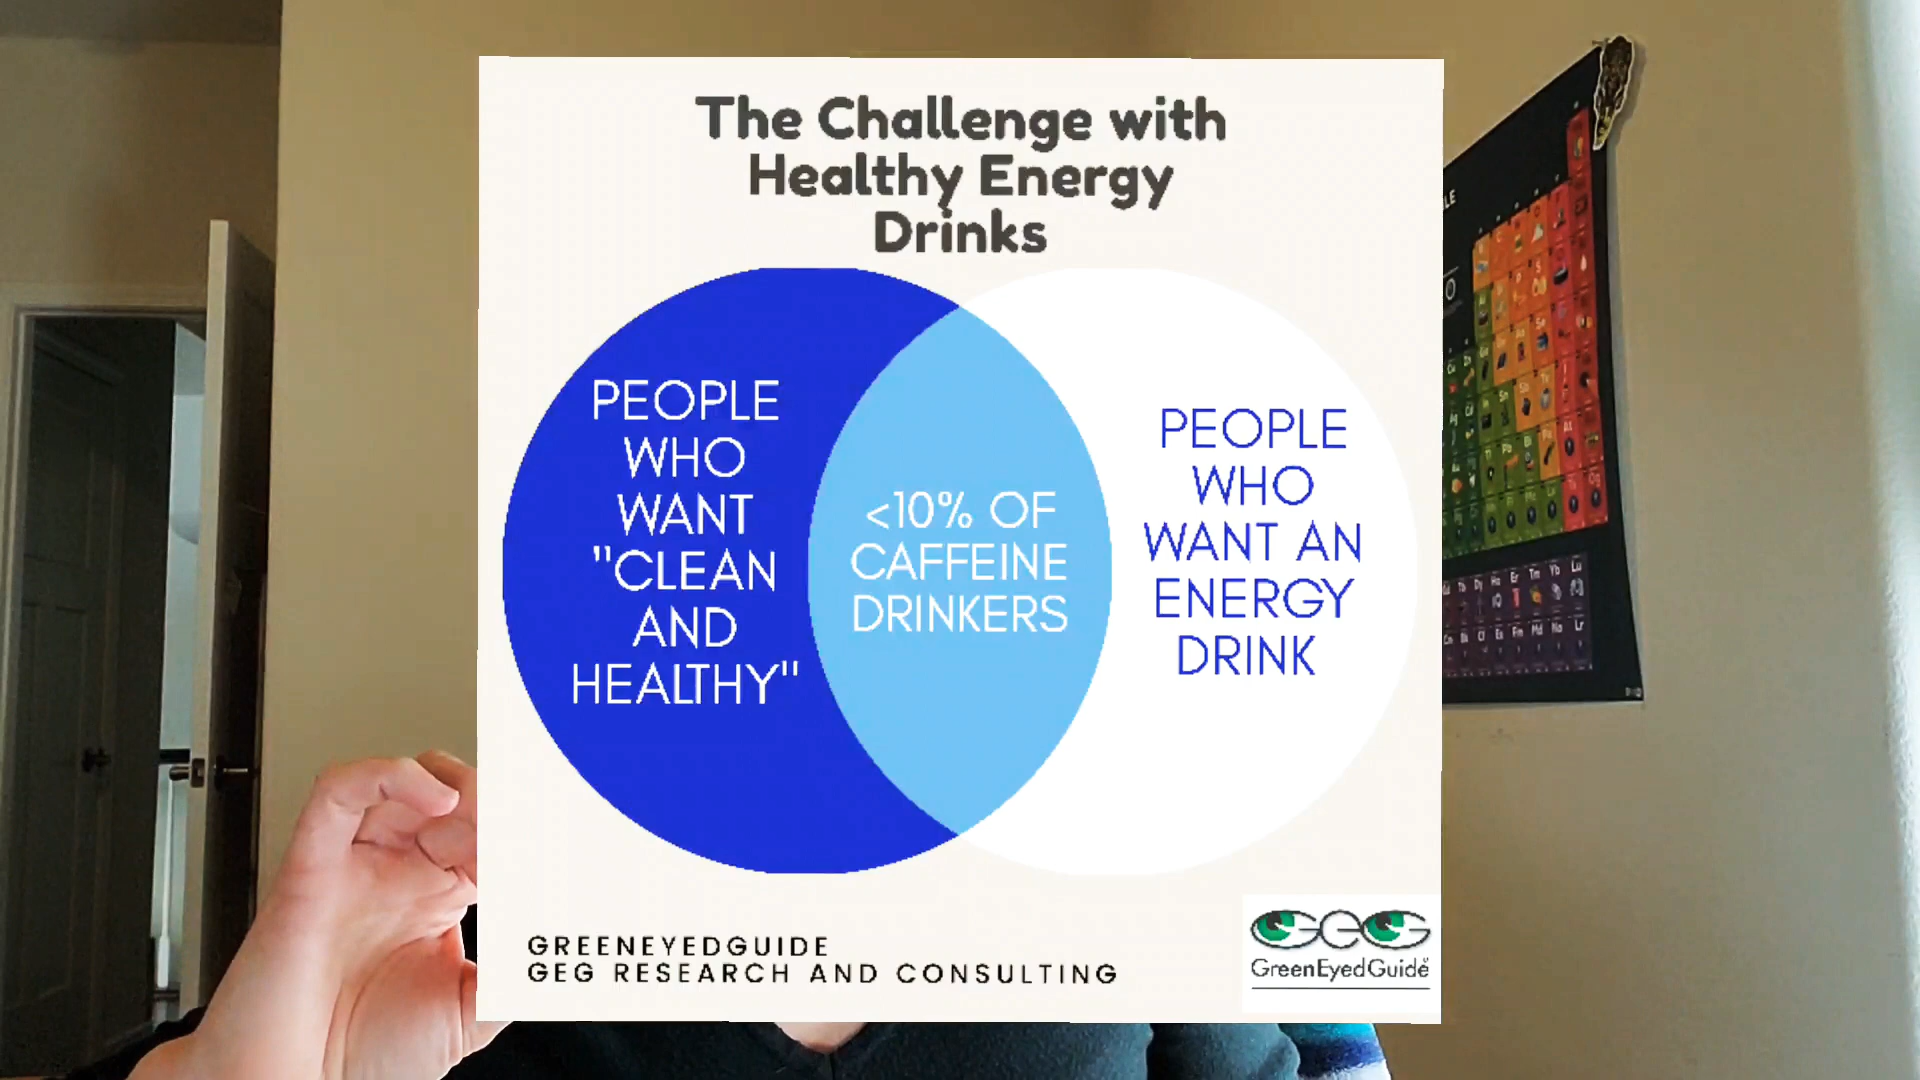 The Challenge with
Healthy Energy
Drinks
PEOPLE
WHO
WANT
"CLEAN
AND
HEALTHY"
<10% OF
CAFFEINE
DRINKERS
PEOPLE
WHO
WANT AN
ENERGY
DRINK
GREENEYEDGUIDE
GEG RESEARCH AND CONSULTING
GEG
GreenEyedGuide